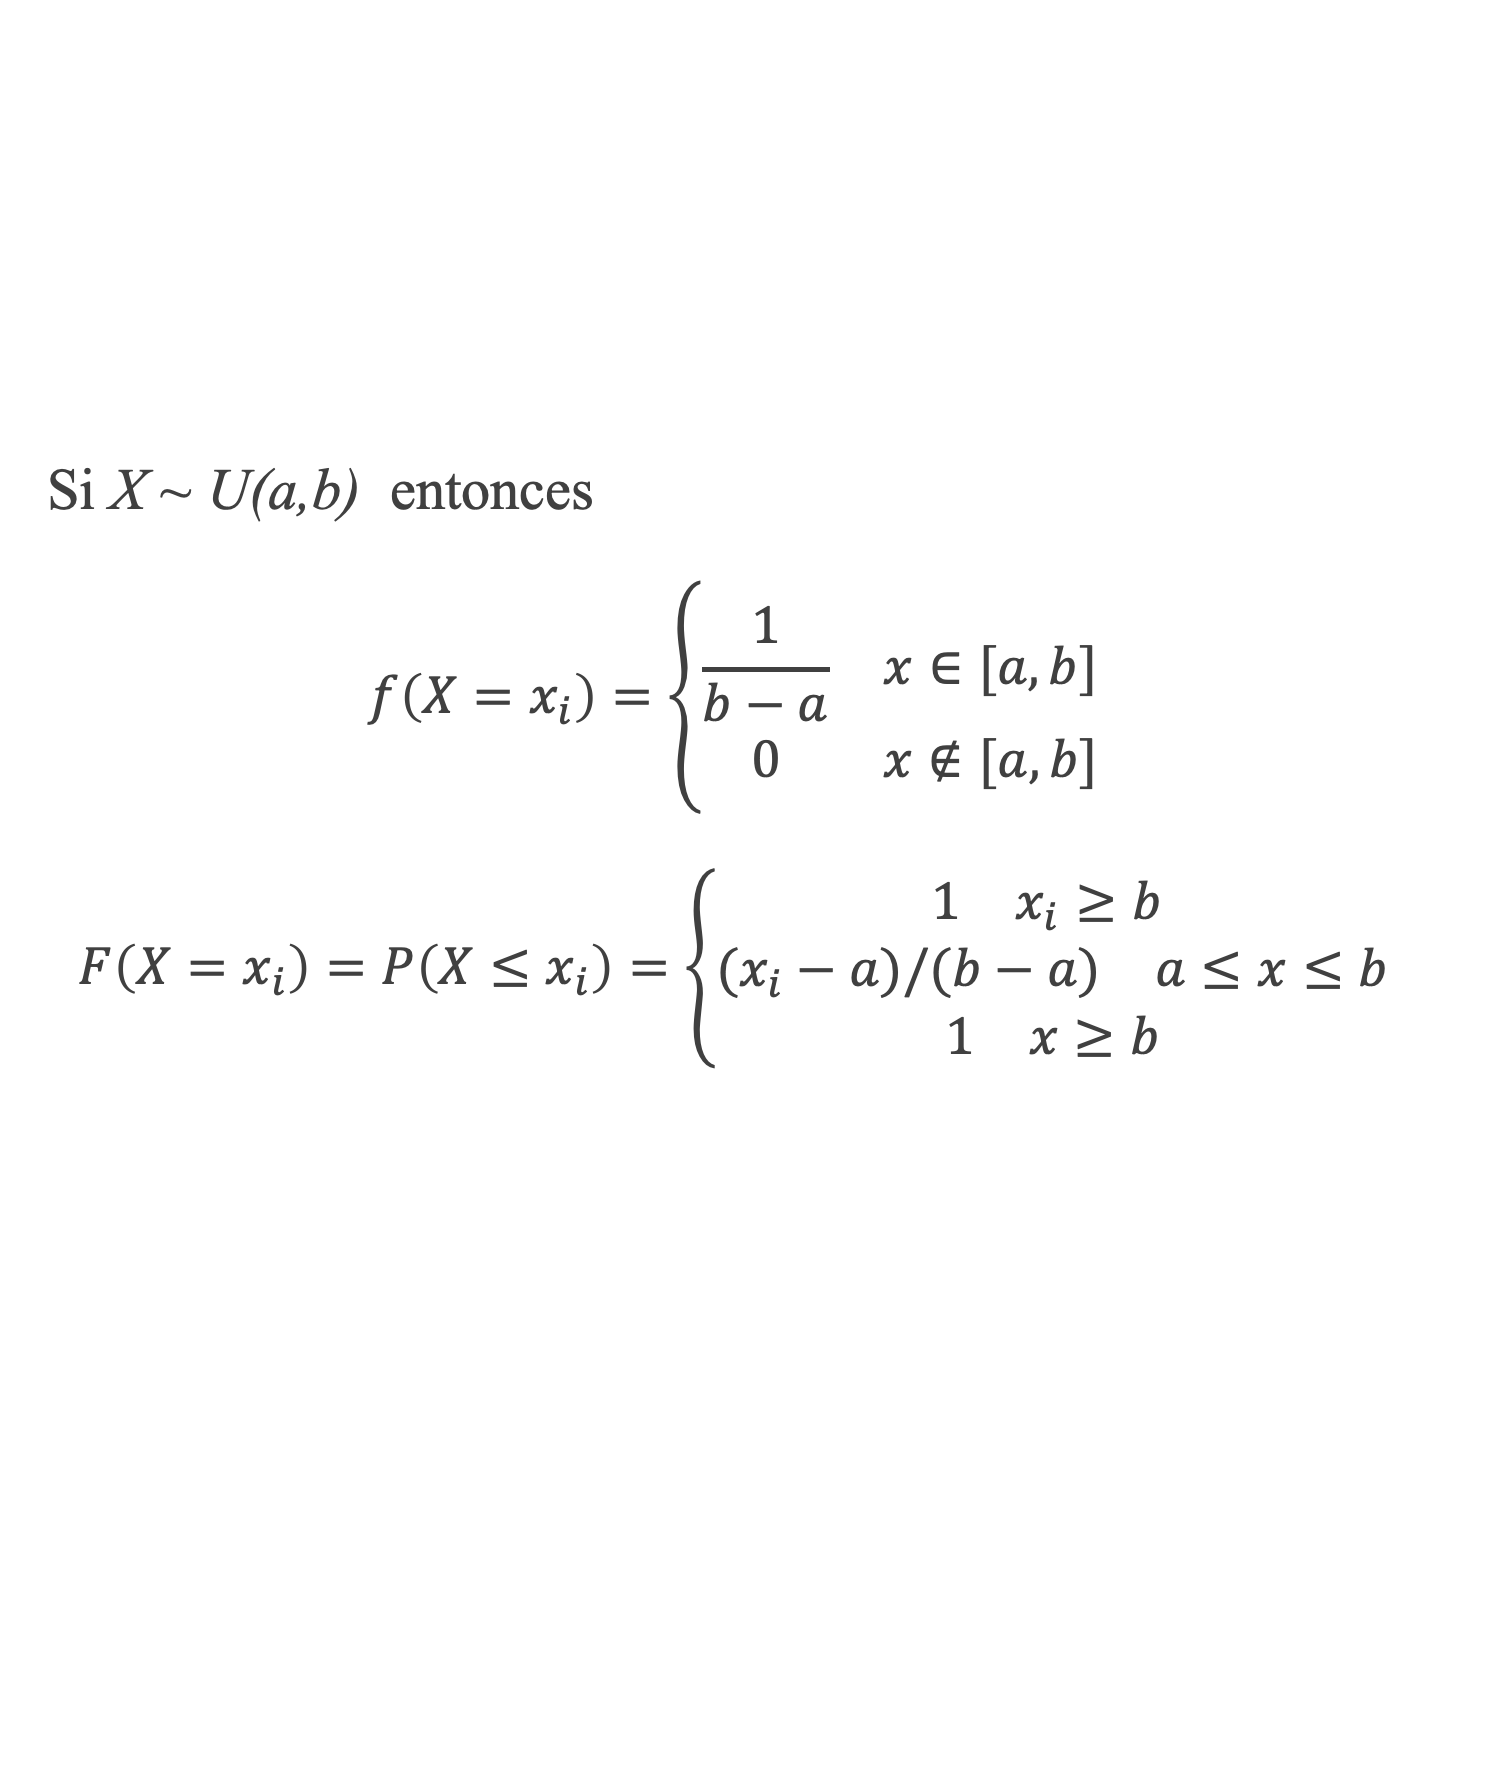 Si X ~ U(a,b) entonces
f(X = xᵢ) = { 1/(b − a) x ∈ [a, b]
0 x ∉ [a, b]
1 xᵢ ≥ b
F(X = xᵢ) = P(X ≤ xᵢ) = { (xᵢ − a)/(b − a) a ≤ x ≤ b
1 x ≥ b